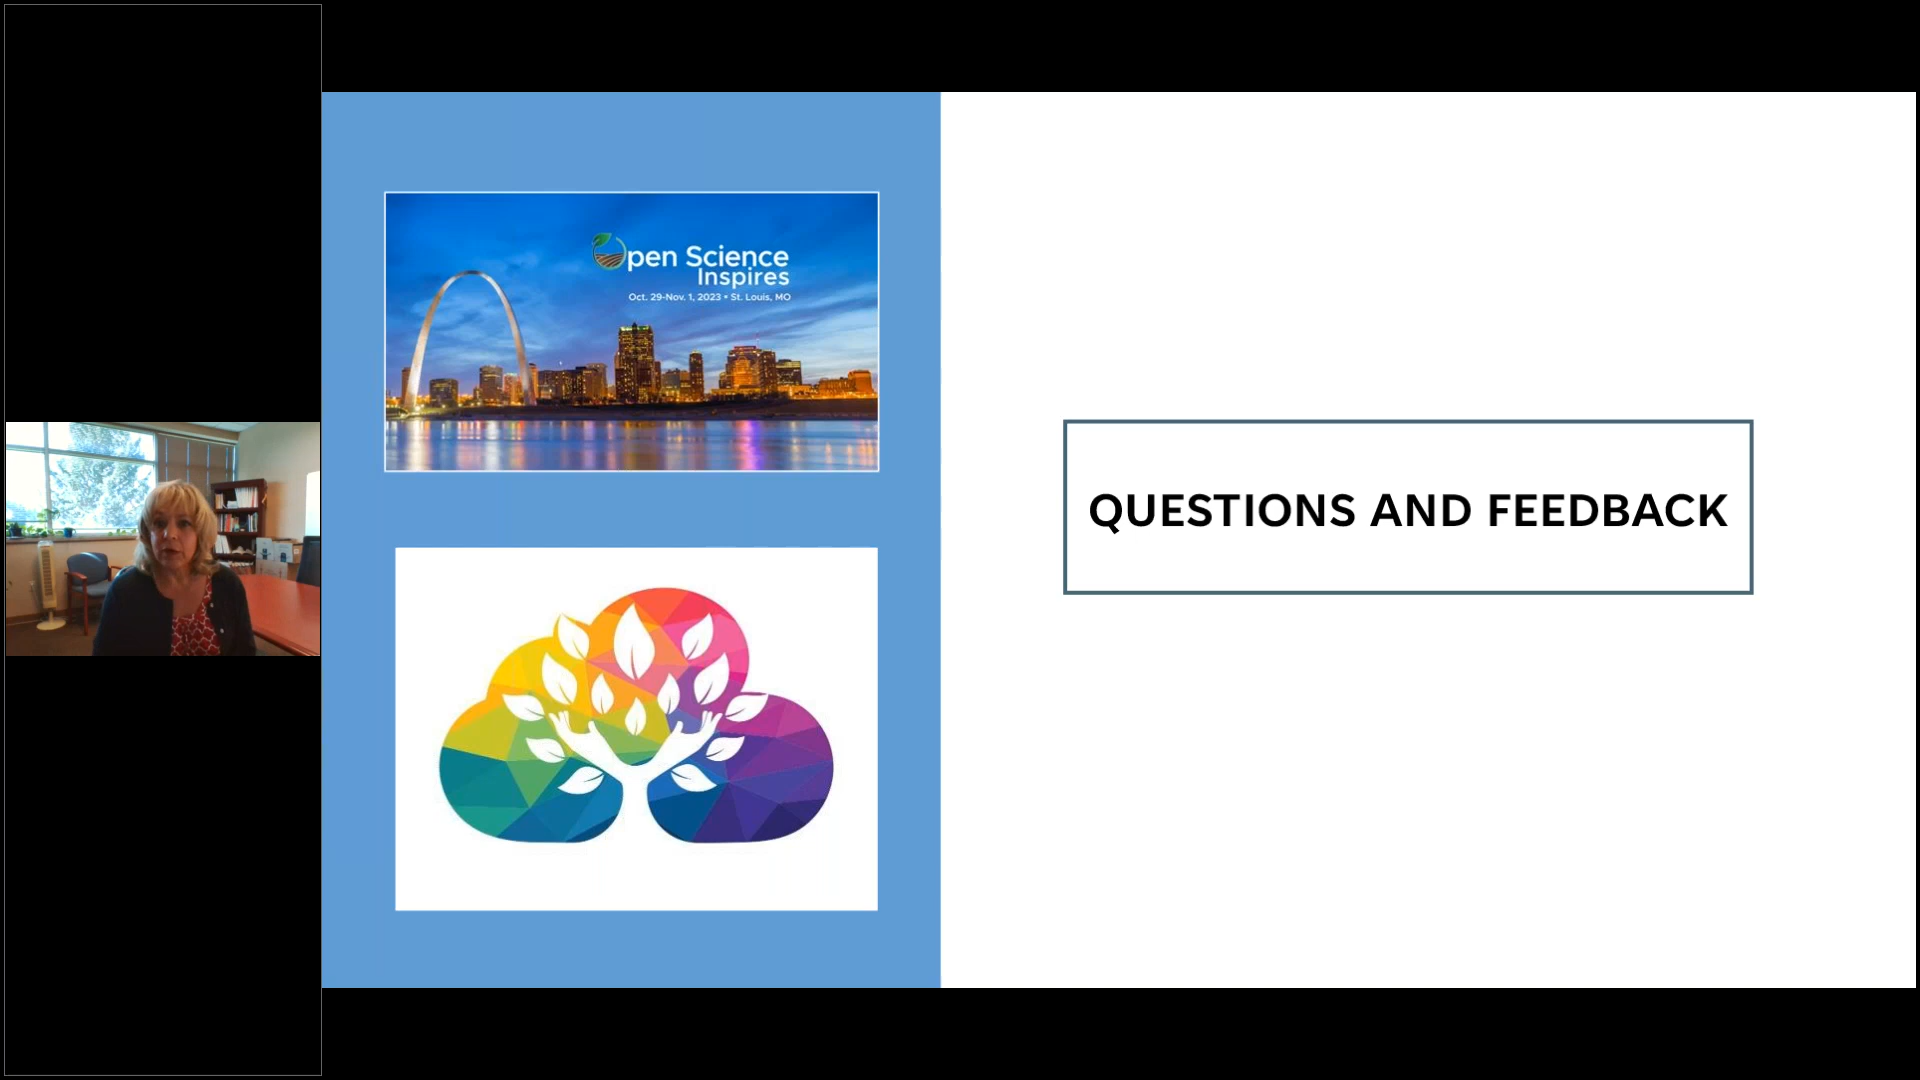 Open Science
Inspires
Oct. 29-Nov. 1, 2023 • St. Louis, MO
QUESTIONS AND FEEDBACK